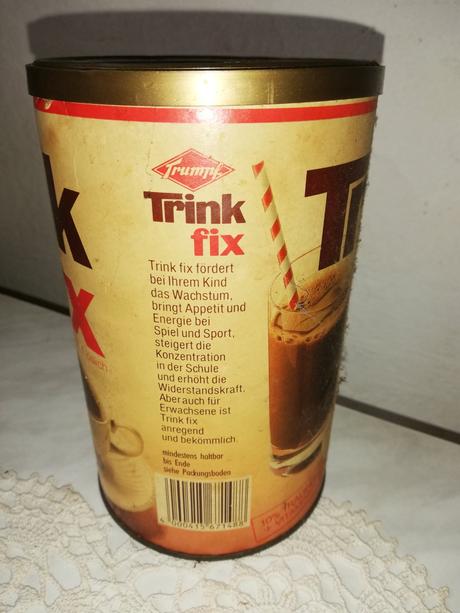 Trumpf
Trink
fix
Trink fix fördert
bei Ihrem Kind
das Wachstum,
bringt Appetit und
Energie bei
Spiel und Sport,
steigert die
Konzentration
in der Schule
und erhöht die
Widerstandskraft.
Aber auch für
Erwachsene ist
Trink fix
anregend
und bekömmlich.
mindestens haltbar
bis Ende
siehe Packungsboden
4 000415 671488
k
x
Tr
10%